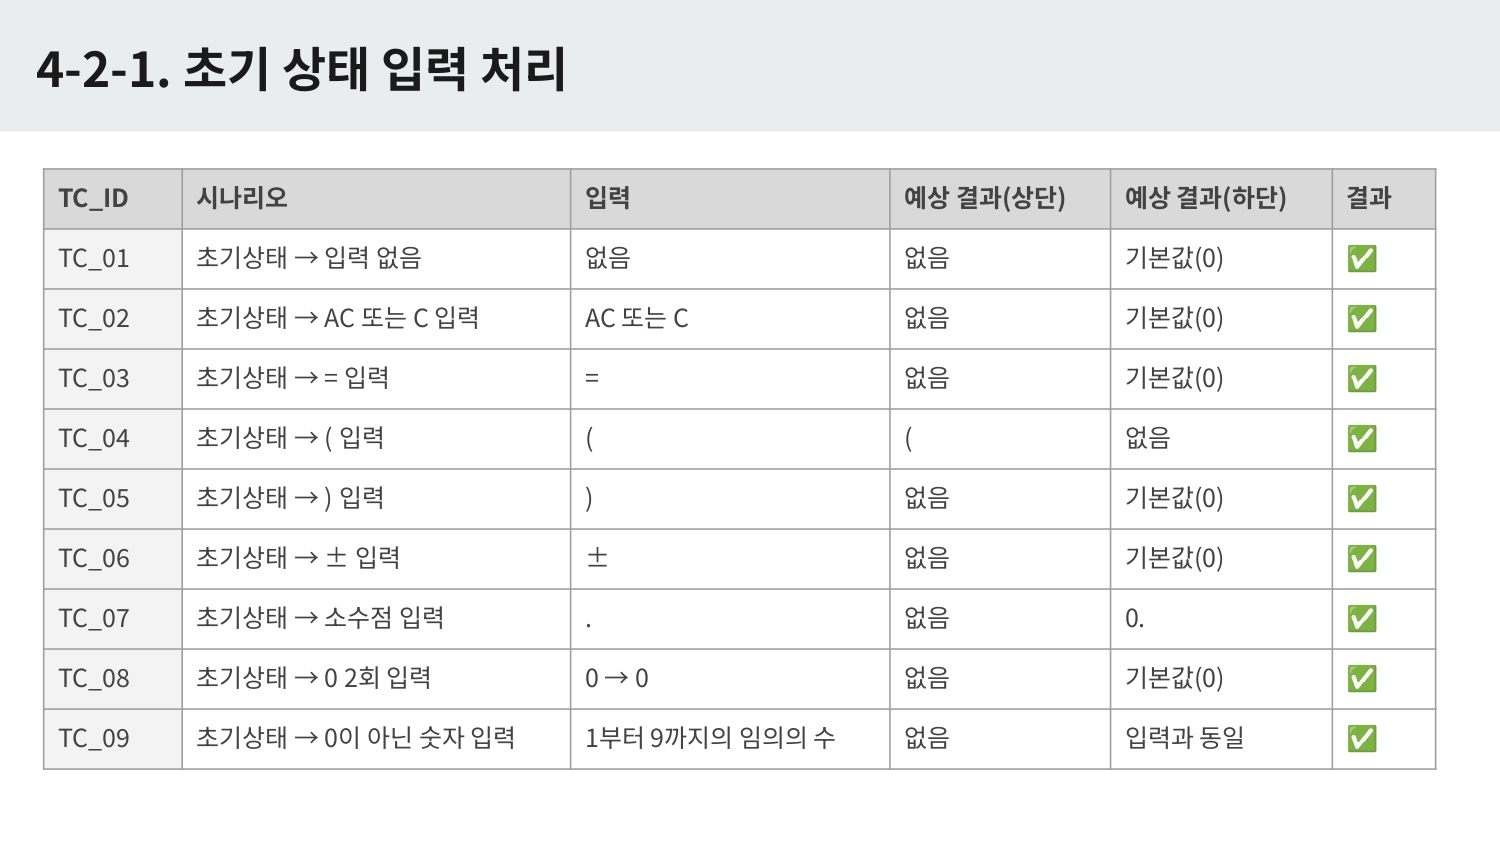 4-2-1. 초기 상태 입력 처리
TC_ID 시나리오 입력 예상 결과(상단) 예상 결과(하단) 결과
TC_01 초기상태 → 입력 없음 없음 없음 기본값(0) ✅
TC_02 초기상태 → AC 또는 C 입력 AC 또는 C 없음 기본값(0) ✅
TC_03 초기상태 → = 입력 = 없음 기본값(0) ✅
TC_04 초기상태 → ( 입력 ( ( 없음 ✅
TC_05 초기상태 → ) 입력 ) 없음 기본값(0) ✅
TC_06 초기상태 → ± 입력 ± 없음 기본값(0) ✅
TC_07 초기상태 → 소수점 입력 . 없음 0. ✅
TC_08 초기상태 → 0 2회 입력 0 → 0 없음 기본값(0) ✅
TC_09 초기상태 → 0이 아닌 숫자 입력 1부터 9까지의 임의의 수 없음 입력과 동일 ✅